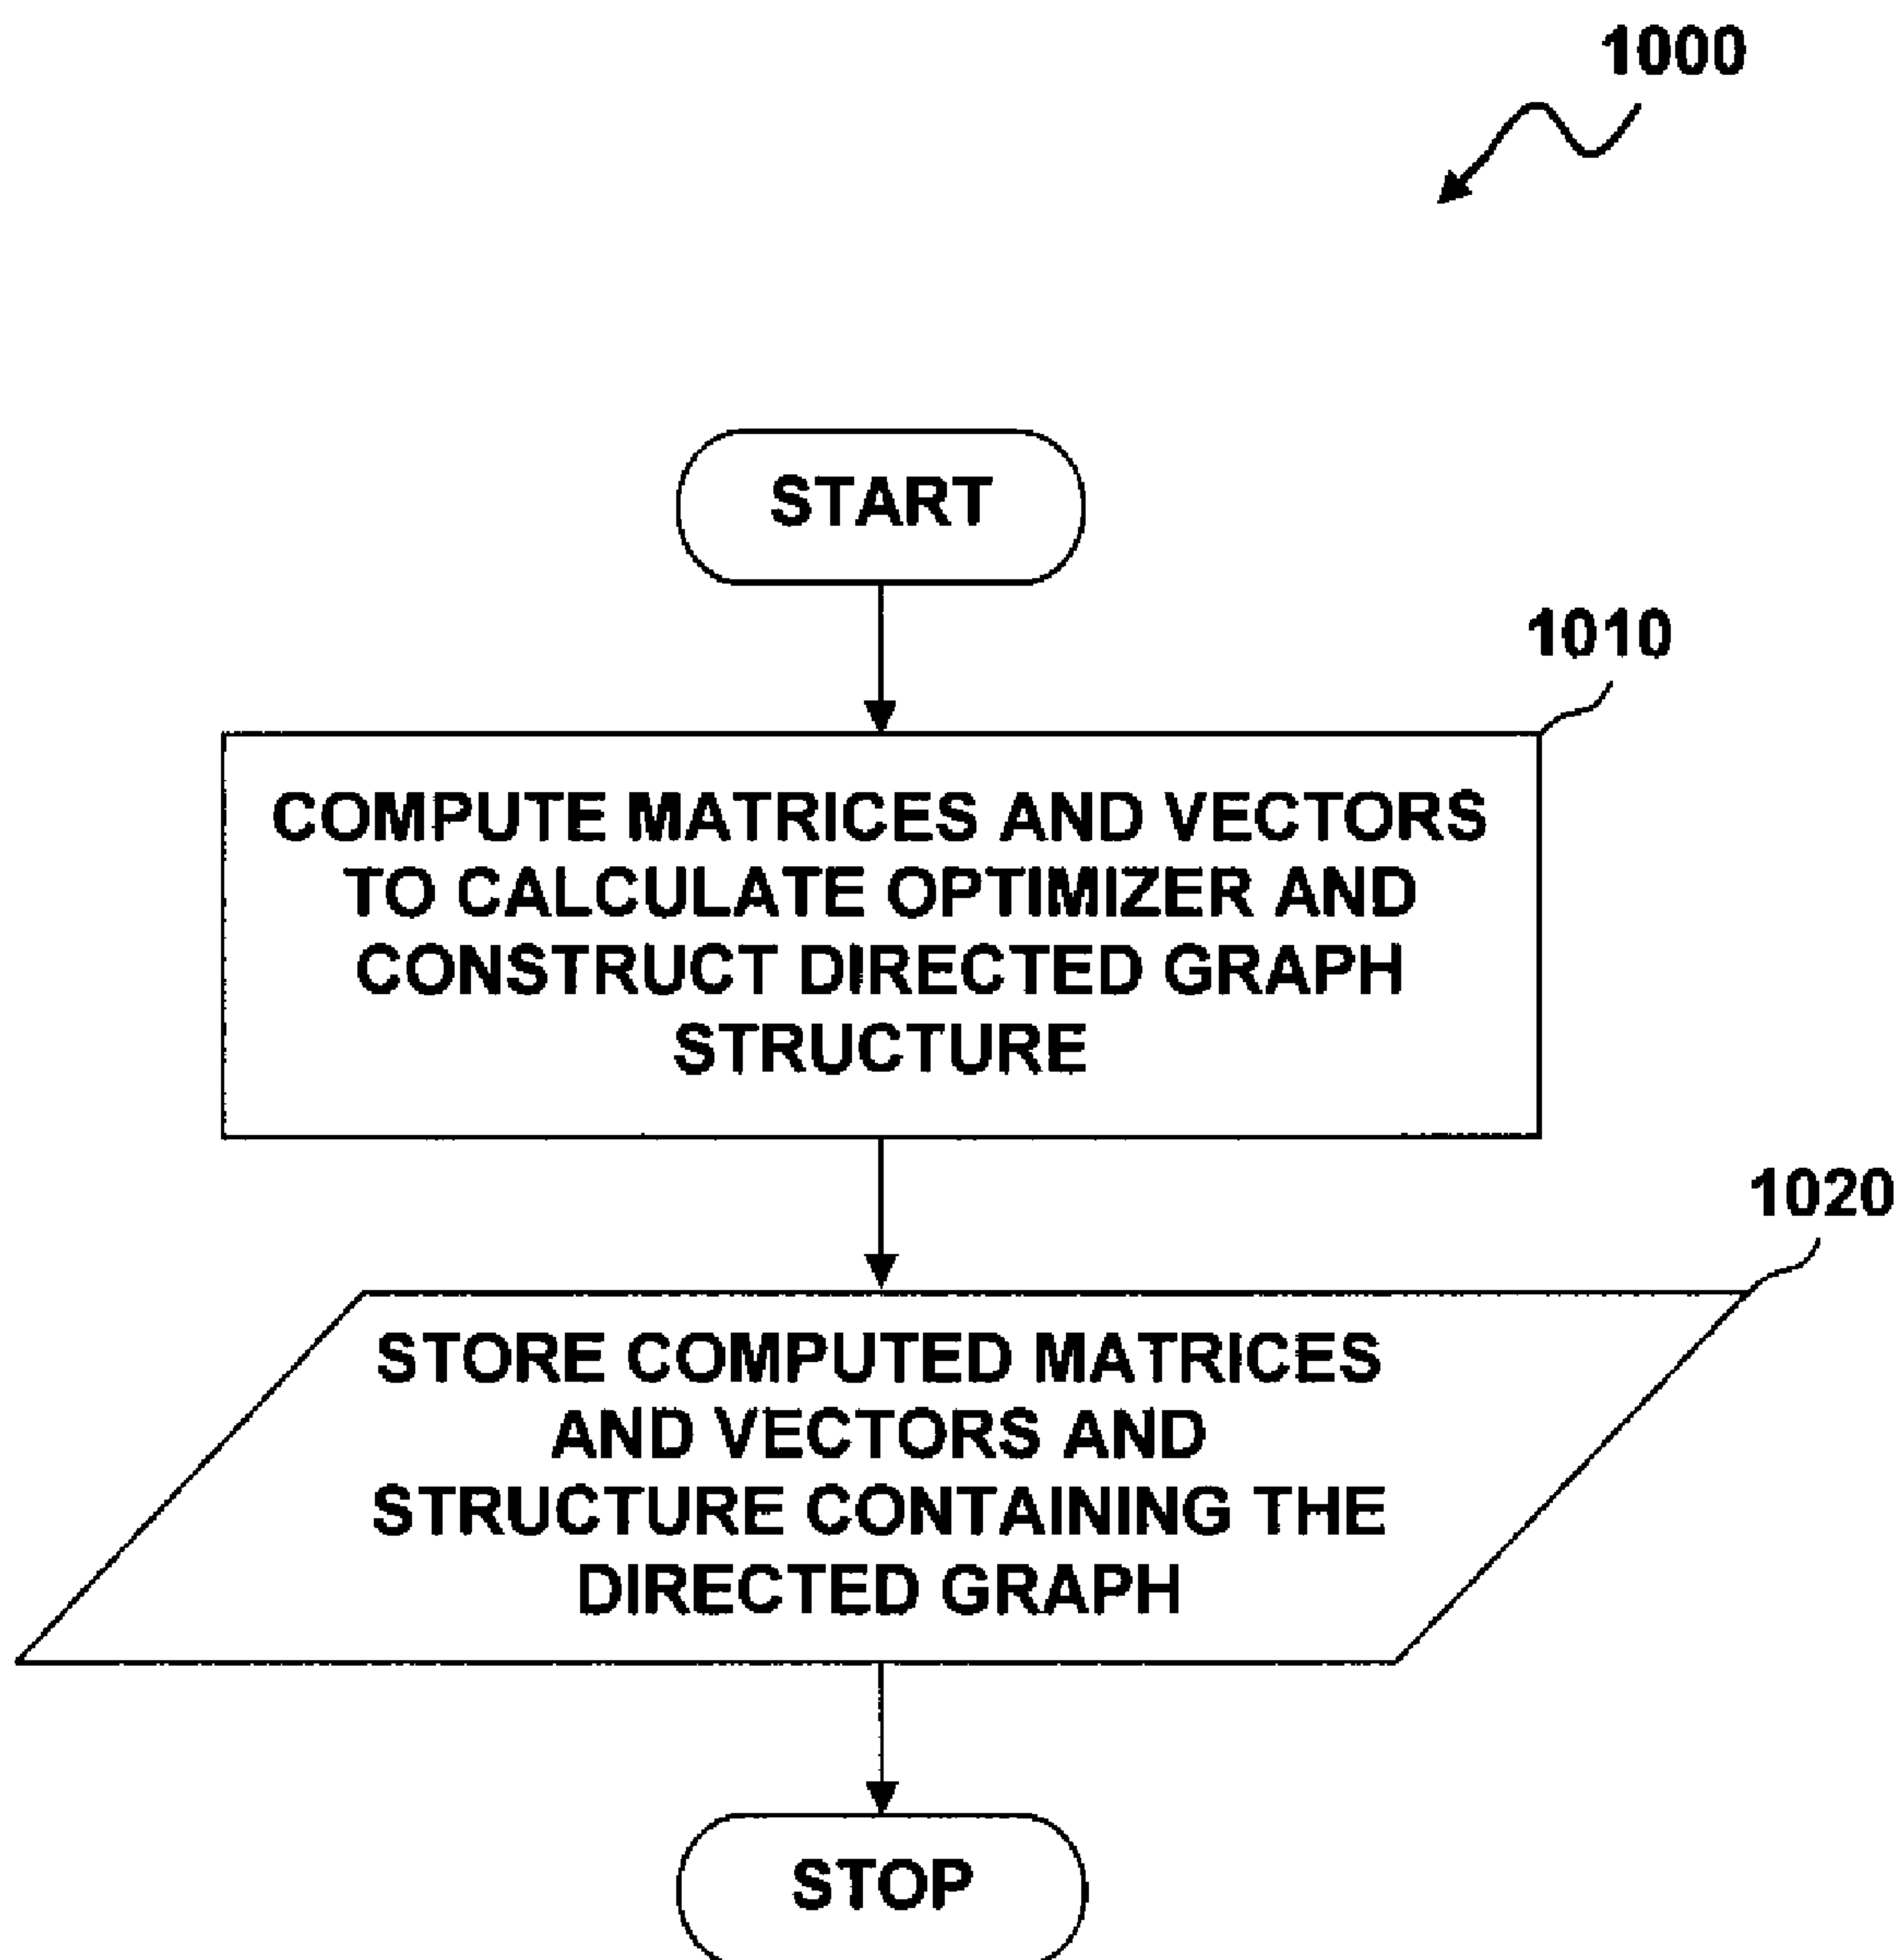 1000
START
1010
COMPUTE MATRICES AND VECTORS
TO CALCULATE OPTIMIZER AND
CONSTRUCT DIRECTED GRAPH
STRUCTURE
1020
STORE COMPUTED MATRICES
AND VECTORS AND
STRUCTURE CONTAINING THE
DIRECTED GRAPH
STOP